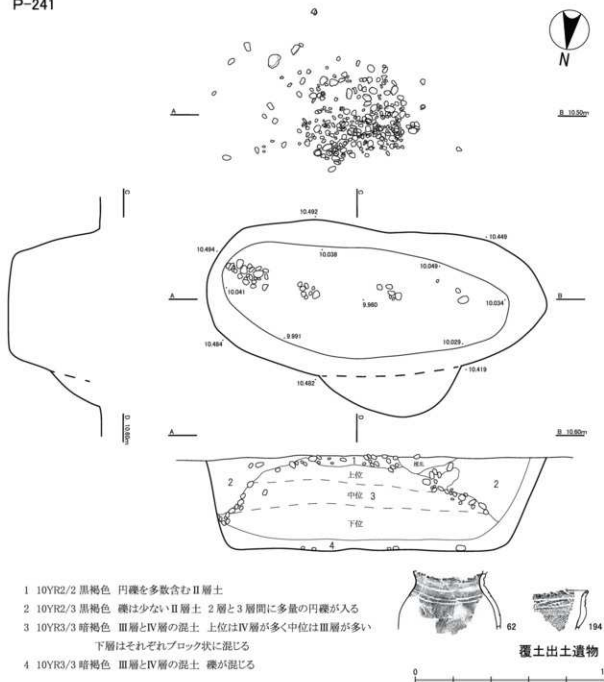 P-241
N
A
B 10.50m
C
C
10.492
10.449
10.494
10.038
10.049
10.041
A
9.960
10.034
B
9.991
10.029
10.484
10.419
10.482
D 10.60m
D
A
B 10.60m
1
上位
2
2
中位 3
下位
4
1 10YR2/2 黒褐色 円礫を多数含むⅡ層土
2 10YR2/3 黒褐色 礫は少ないⅡ層土 2層と3層間に多量の円礫が入る
3 10YR3/3 暗褐色 Ⅲ層とⅣ層の混土 上位はⅣ層が多く中位はⅢ層が多い
下層はそれぞれブロック状に混じる
4 10YR3/3 暗褐色 Ⅲ層とⅣ層の混土 礫が混じる
62
194
覆土出土遺物
0
1